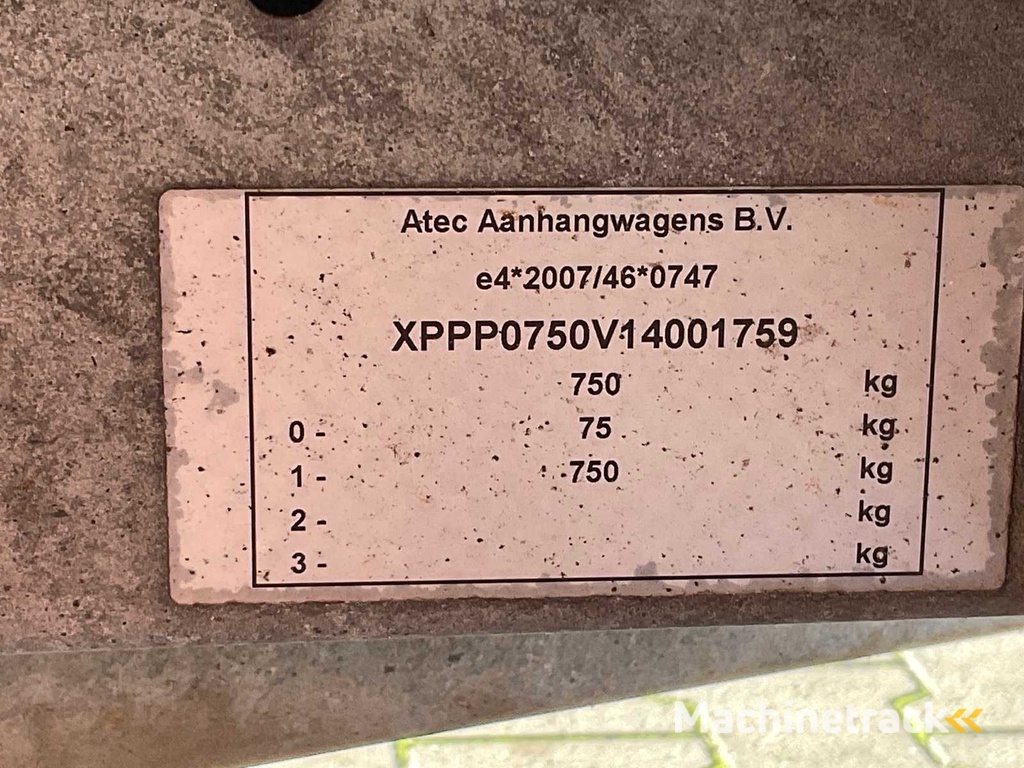 Atec Aanhangwagens B.V.
e4*2007/46*0747
XPPP0750V14001759
750 kg
0 - 75 kg
1 - 750 kg
2 - kg
3 - kg
Machinetrack